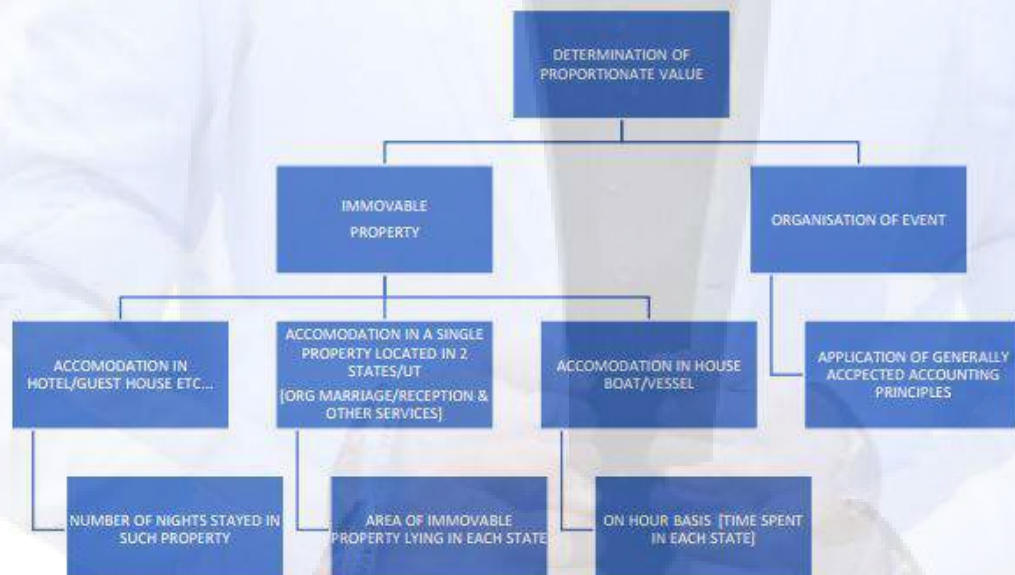 DETERMINATION OF
PROPORTIONATE VALUE
IMMOVABLE
PROPERTY
ORGANISATION OF EVENT
ACCOMODATION IN
HOTEL/GUEST HOUSE ETC...
ACCOMODATION IN A SINGLE
PROPERTY LOCATED IN 2
STATES/UT
[ORG MARRIAGE/RECEPTION &
OTHER SERVICES]
ACCOMODATION IN HOUSE
BOAT/VESSEL
APPLICATION OF GENERALLY
ACCPECTED ACCOUNTING
PRINCIPLES
NUMBER OF NIGHTS STAYED IN
SUCH PROPERTY
AREA OF IMMOVABLE
PROPERTY LYING IN EACH STATE
ON HOUR BASIS [TIME SPENT
IN EACH STATE]